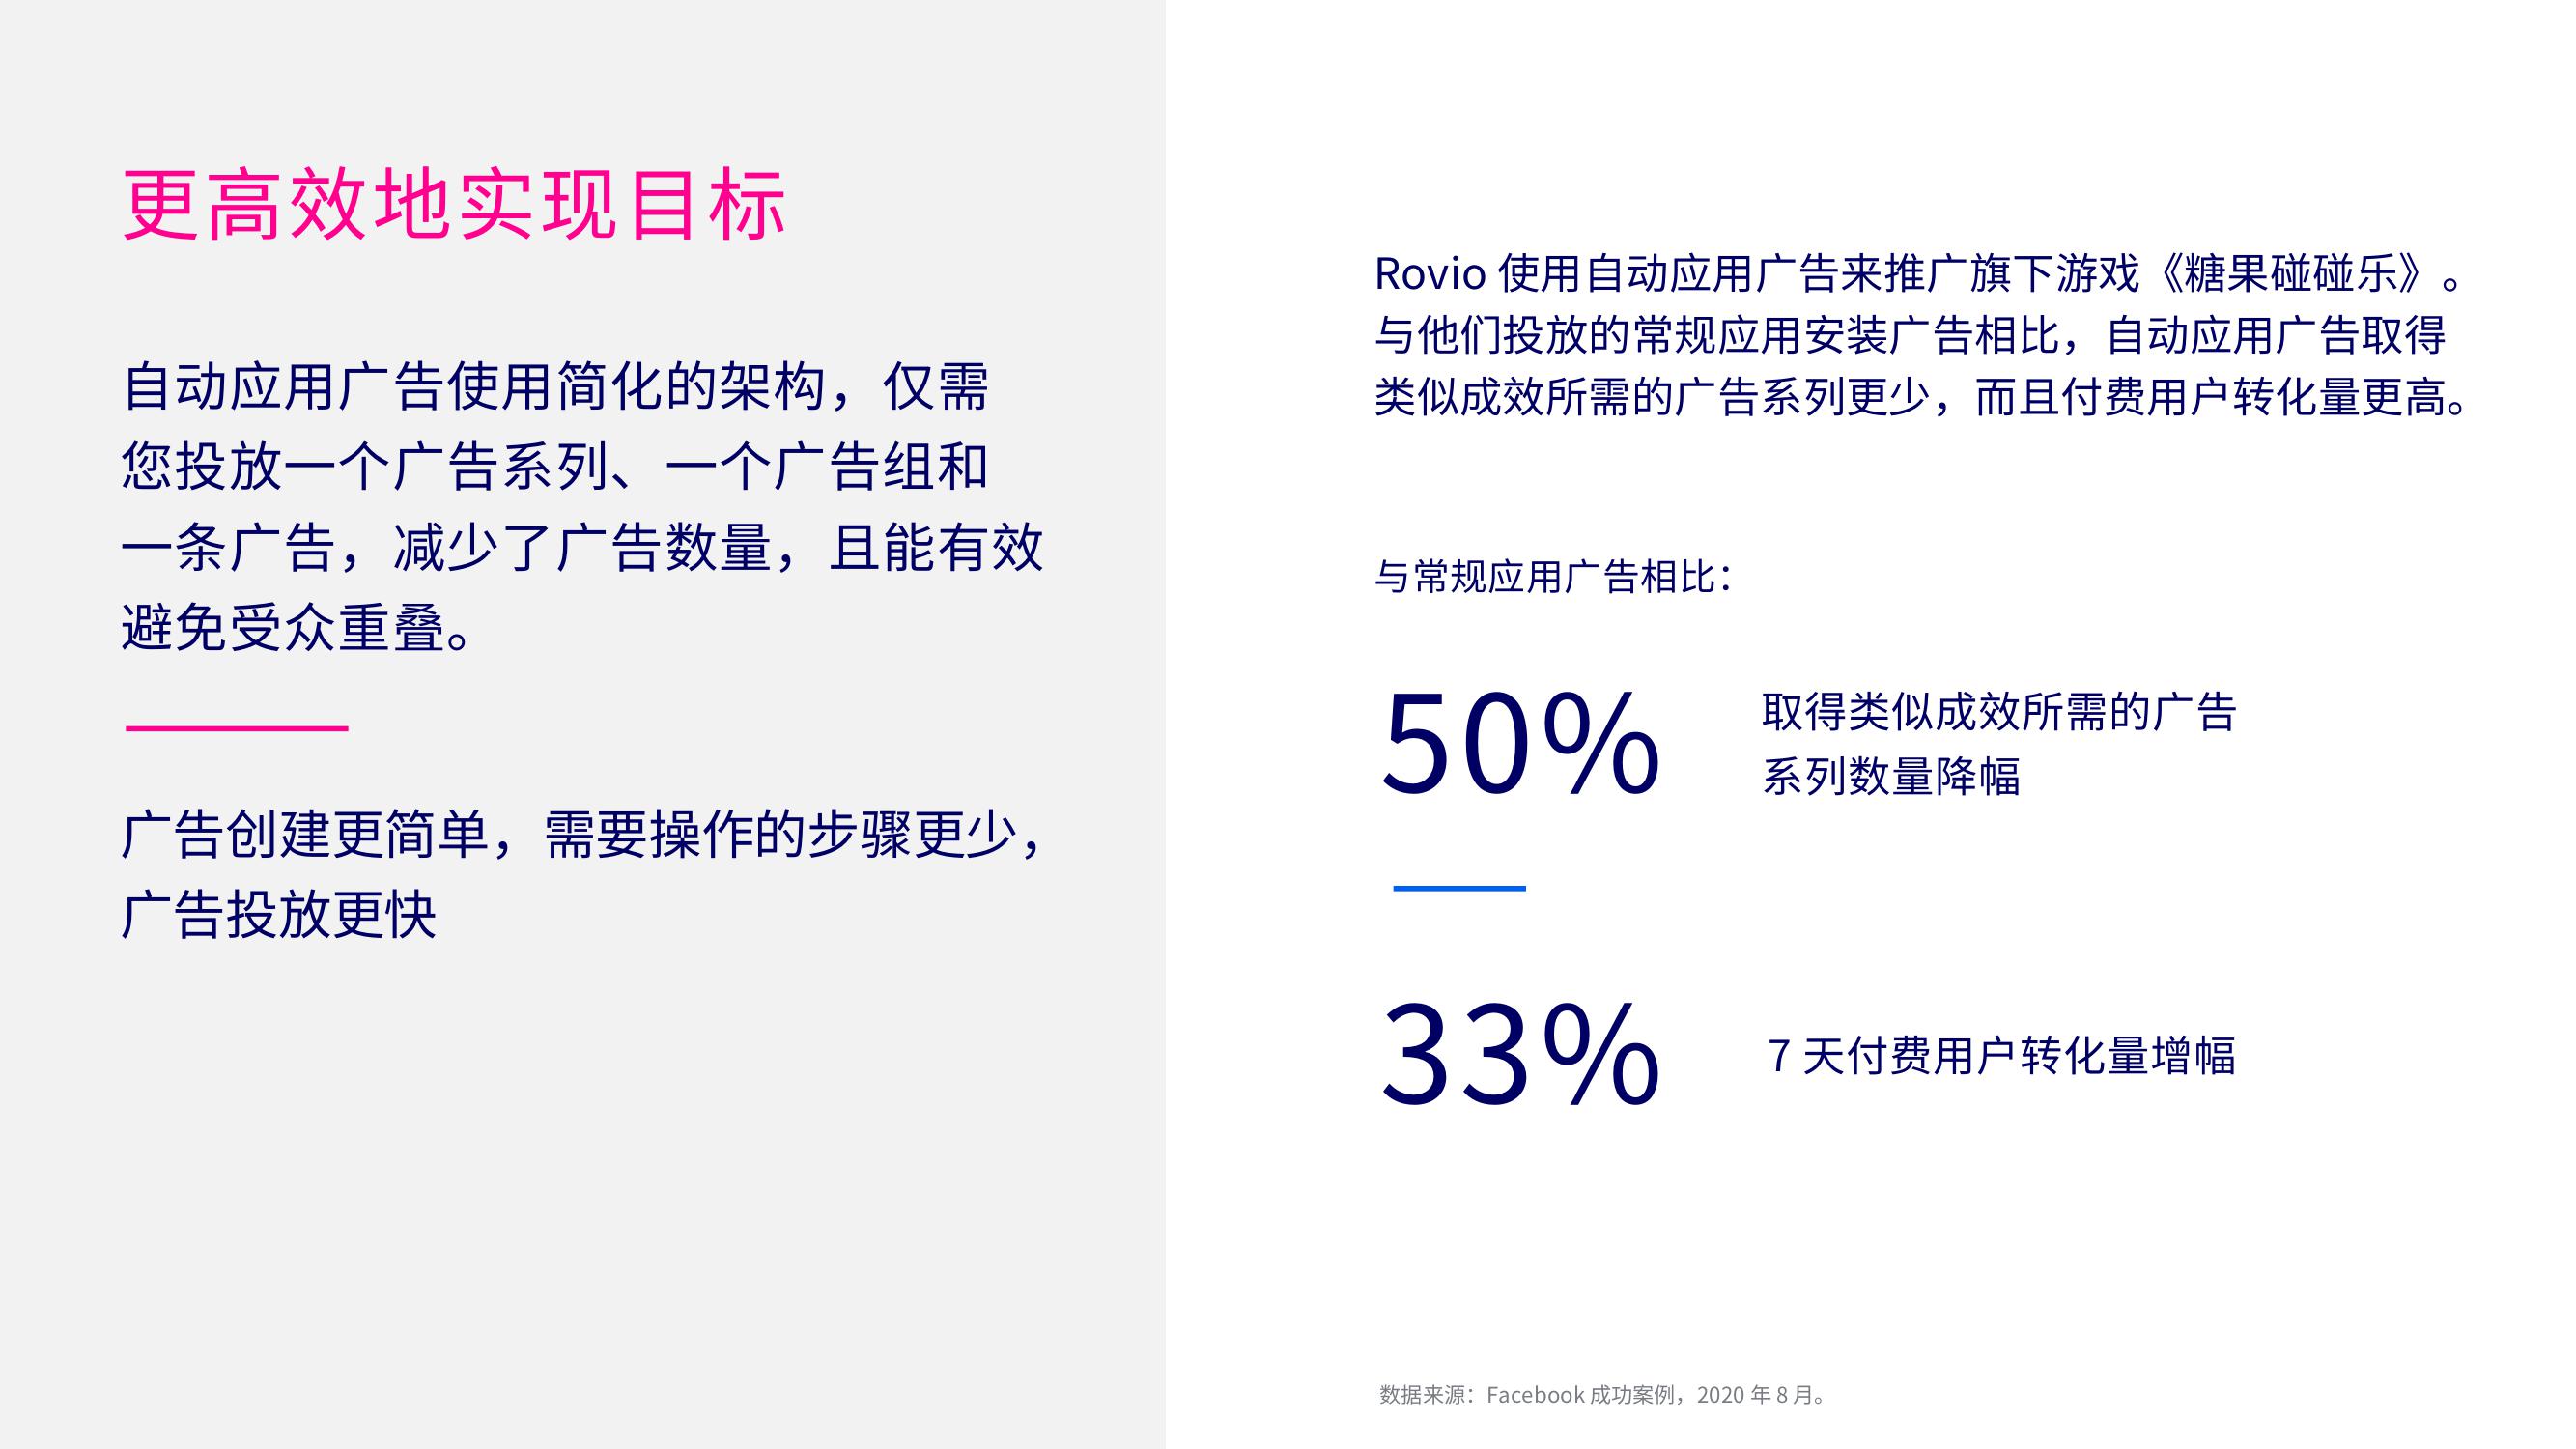 更高效地实现目标
自动应用广告使用简化的架构，仅需
您投放一个广告系列、一个广告组和
一条广告，减少了广告数量，且能有效
避免受众重叠。
广告创建更简单，需要操作的步骤更少，
广告投放更快
Rovio 使用自动应用广告来推广旗下游戏《糖果碰碰乐》。
与他们投放的常规应用安装广告相比，自动应用广告取得
类似成效所需的广告系列更少，而且付费用户转化量更高。
与常规应用广告相比：
50%
取得类似成效所需的广告
系列数量降幅
33%
7 天付费用户转化量增幅
数据来源：Facebook 成功案例，2020 年 8 月。